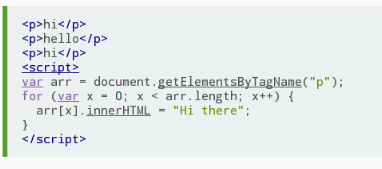 <p>hi</p>
<p>hello</p>
<p>hi</p>
<script>
var arr = document.getElementsByTagName("p");
for (var x = 0; x < arr.length; x++) {
  arr[x].innerHTML = "Hi there";
}
</script>